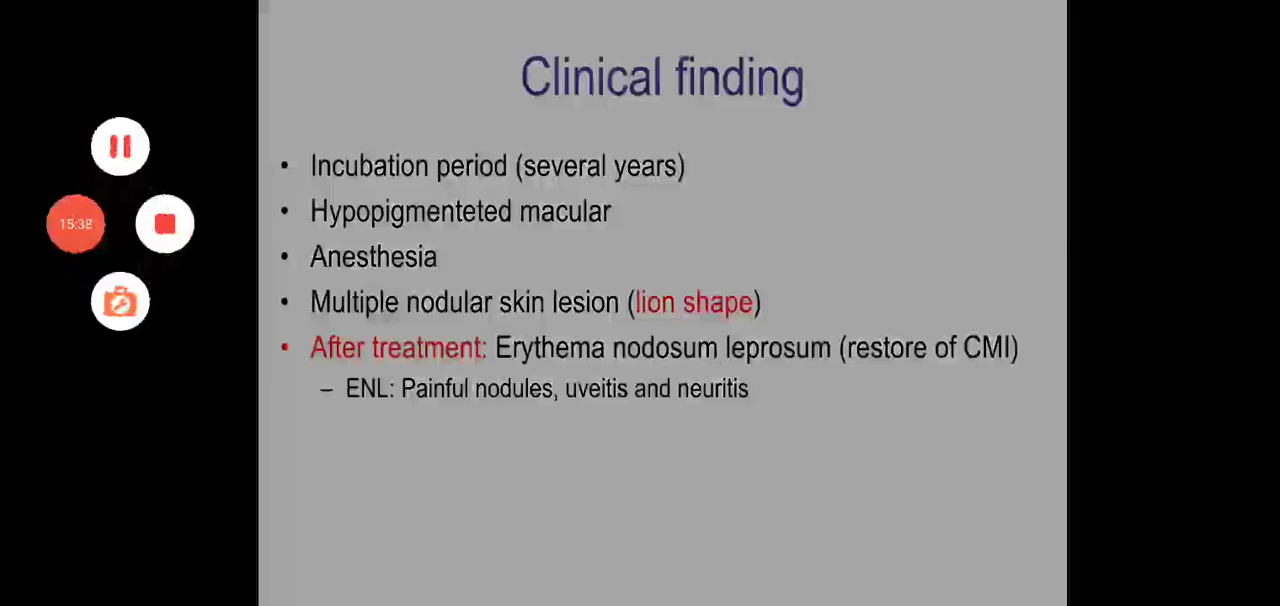 Clinical finding
15:38
• Incubation period (several years)
• Hypopigmenteted macular
• Anesthesia
• Multiple nodular skin lesion (lion shape)
• After treatment: Erythema nodosum leprosum (restore of CMI)
– ENL: Painful nodules, uveitis and neuritis